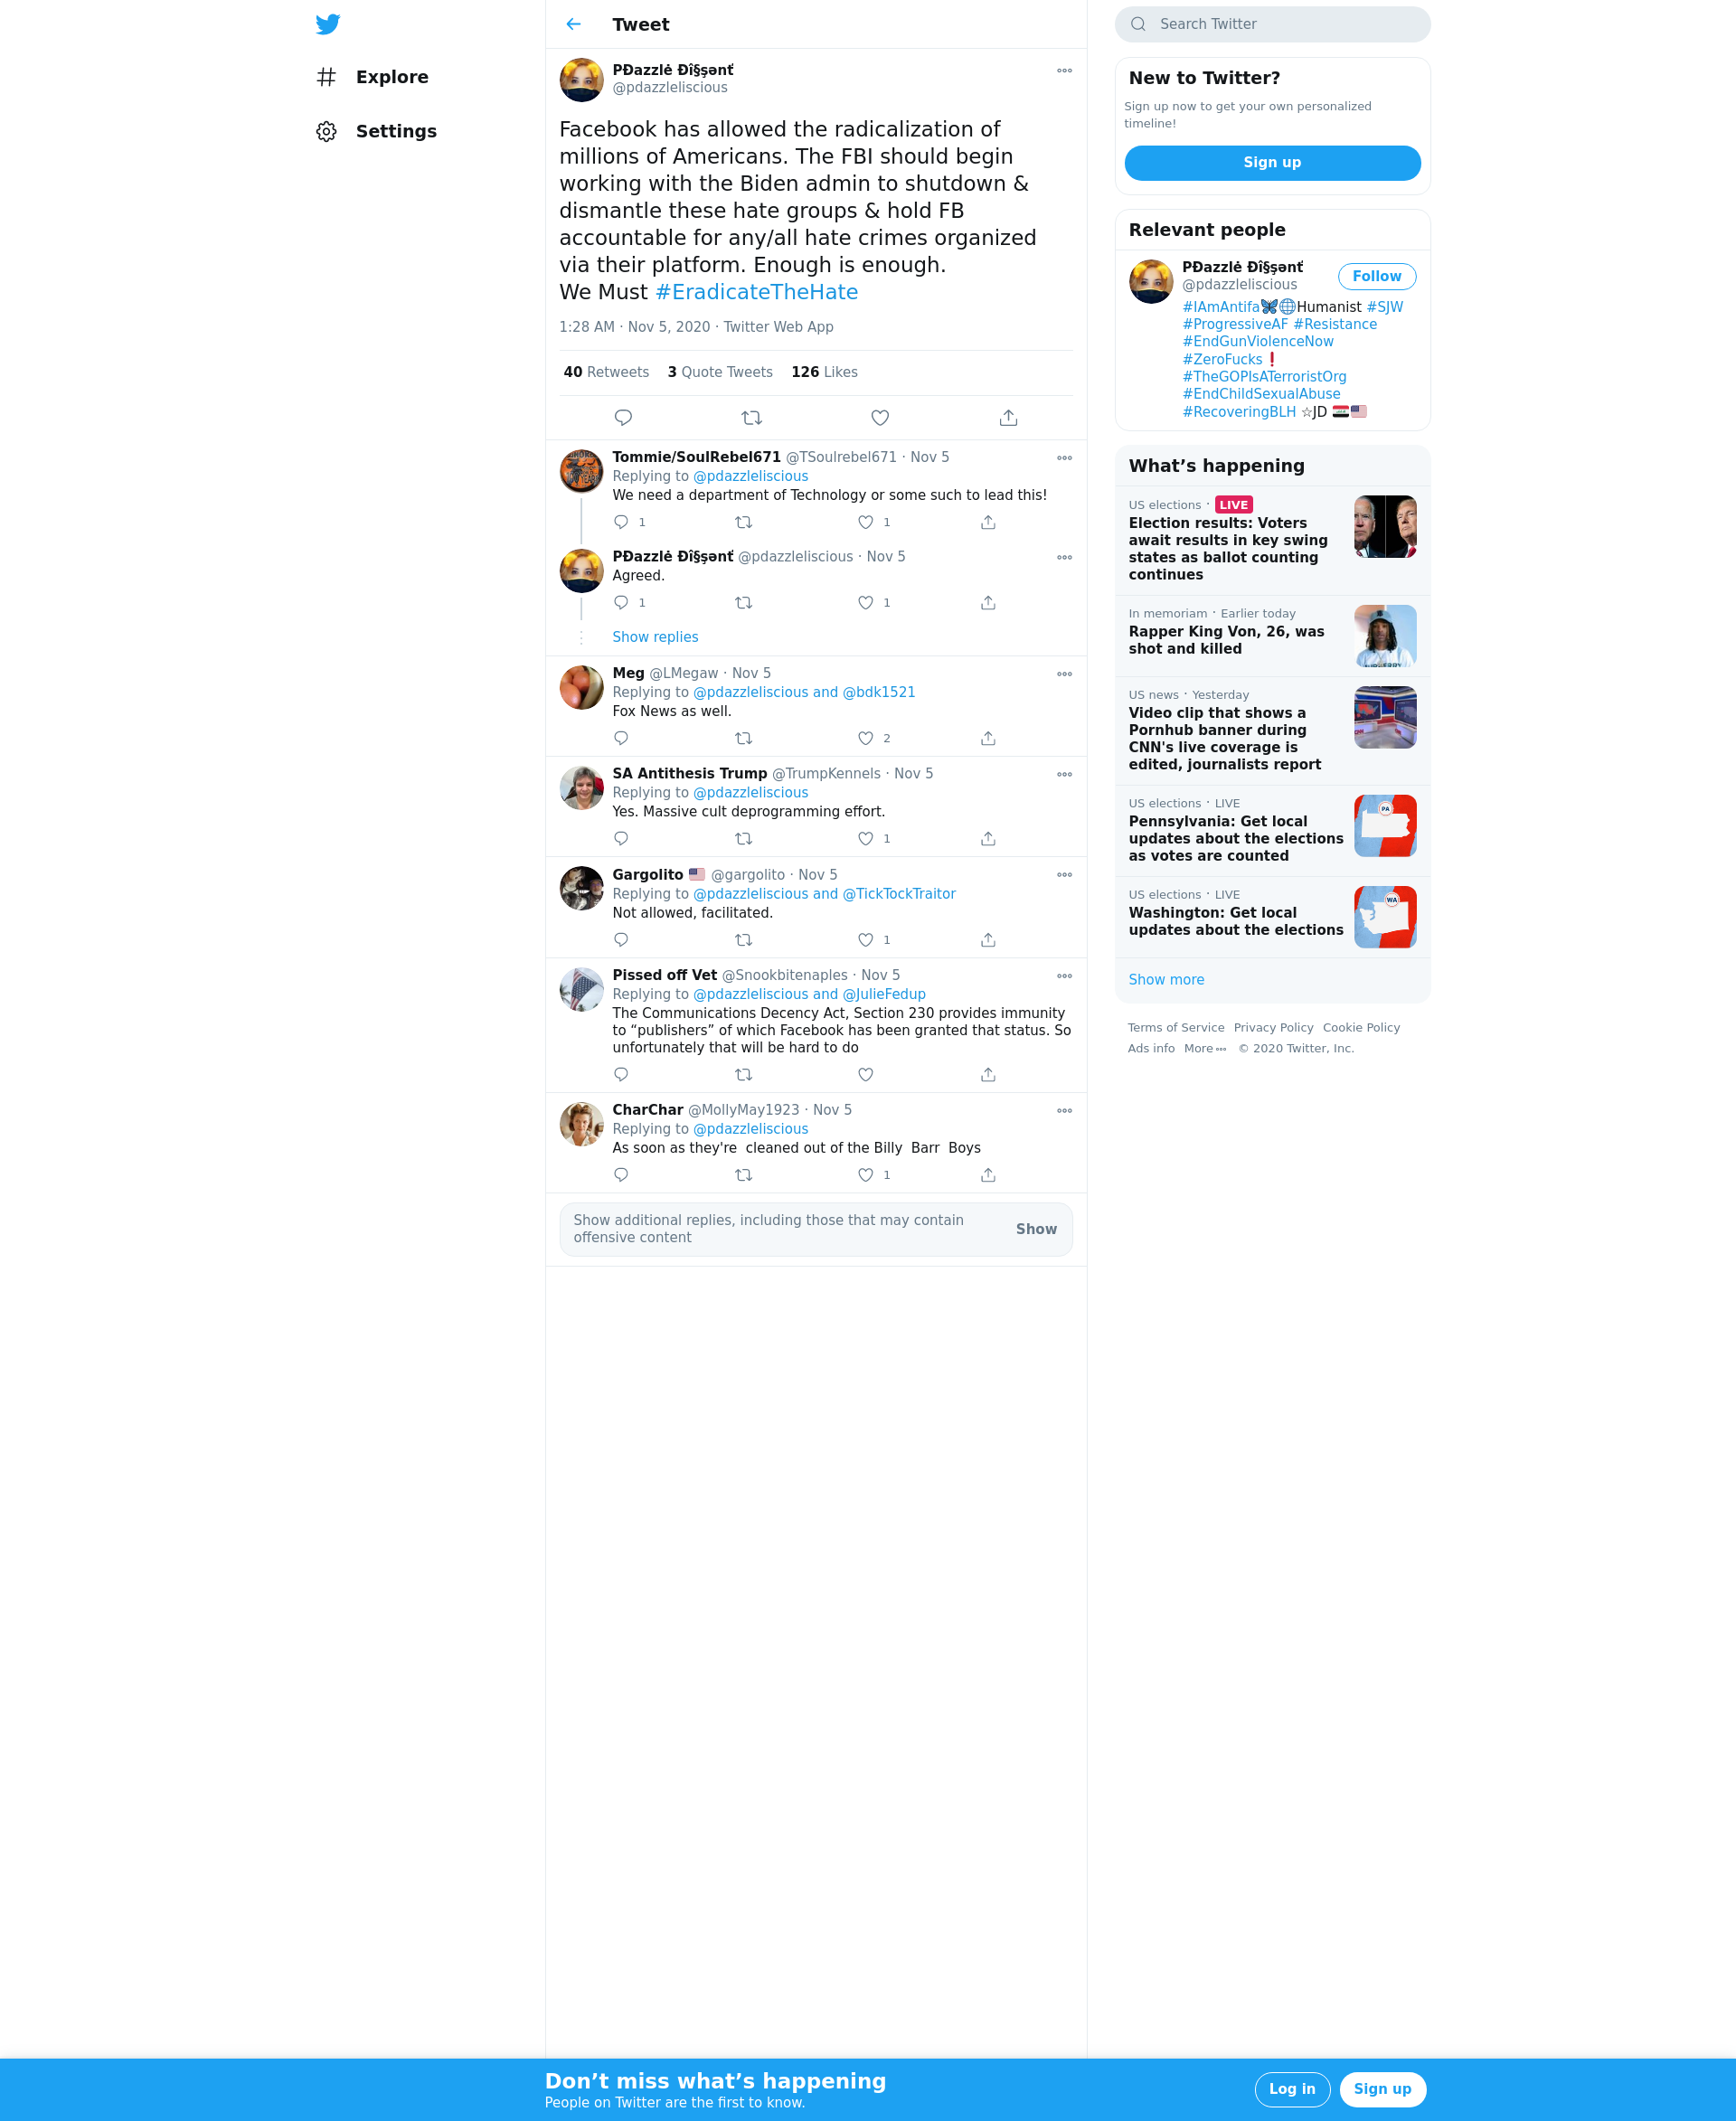 Explore
Settings
Tweet
PĐazzlė Đî§şənť
@pdazzleliscious
Facebook has allowed the radicalization of
millions of Americans. The FBI should begin
working with the Biden admin to shutdown &
dismantle these hate groups & hold FB
accountable for any/all hate crimes organized
via their platform. Enough is enough.
We Must #EradicateTheHate
1:28 AM · Nov 5, 2020 · Twitter Web App
40 Retweets 3 Quote Tweets 126 Likes
Tommie/SoulRebel671 @TSoulrebel671 · Nov 5
Replying to @pdazzleliscious
We need a department of Technology or some such to lead this!
1 1
PĐazzlė Đî§şənť @pdazzleliscious · Nov 5
Agreed.
1 1
Show replies
Meg @LMegaw · Nov 5
Replying to @pdazzleliscious and @bdk1521
Fox News as well.
2
SA Antithesis Trump @TrumpKennels · Nov 5
Replying to @pdazzleliscious
Yes. Massive cult deprogramming effort.
1
Gargolito 🇺🇸 @gargolito · Nov 5
Replying to @pdazzleliscious and @TickTockTraitor
Not allowed, facilitated.
1
Pissed off Vet @Snookbitenaples · Nov 5
Replying to @pdazzleliscious and @JulieFedup
The Communications Decency Act, Section 230 provides immunity
to “publishers” of which Facebook has been granted that status. So
unfortunately that will be hard to do
CharChar @MollyMay1923 · Nov 5
Replying to @pdazzleliscious
As soon as they're  cleaned out of the Billy  Barr  Boys
1
Show additional replies, including those that may contain
offensive content
Show
Search Twitter
New to Twitter?
Sign up now to get your own personalized
timeline!
Sign up
Relevant people
PĐazzlė Đî§şənť
@pdazzleliscious
Follow
#IAmAntifa🦋🌐Humanist #SJW
#ProgressiveAF #Resistance
#EndGunViolenceNow
#ZeroFucks❗
#TheGOPIsATerroristOrg
#EndChildSexualAbuse
#RecoveringBLH ☆JD 🇮🇶🇺🇸
What’s happening
US elections · LIVE
Election results: Voters
await results in key swing
states as ballot counting
continues
In memoriam · Earlier today
Rapper King Von, 26, was
shot and killed
US news · Yesterday
Video clip that shows a
Pornhub banner during
CNN's live coverage is
edited, journalists report
US elections · LIVE
Pennsylvania: Get local
updates about the elections
as votes are counted
PA
US elections · LIVE
Washington: Get local
updates about the elections
WA
Show more
Terms of Service Privacy Policy Cookie Policy
Ads info More © 2020 Twitter, Inc.
Don’t miss what’s happening
People on Twitter are the first to know.
Log in
Sign up